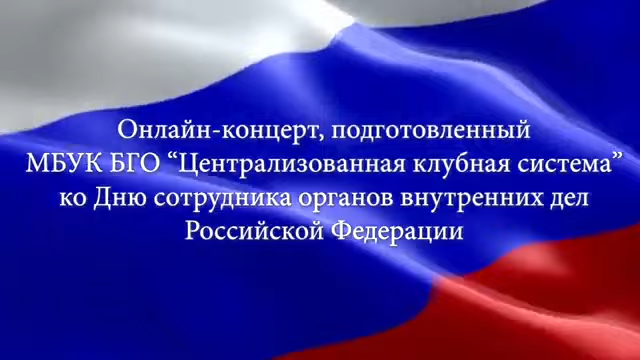 Онлайн-концерт, подготовленный
МБУК БГО “Централизованная клубная система”
ко Дню сотрудника органов внутренних дел
Российской Федерации